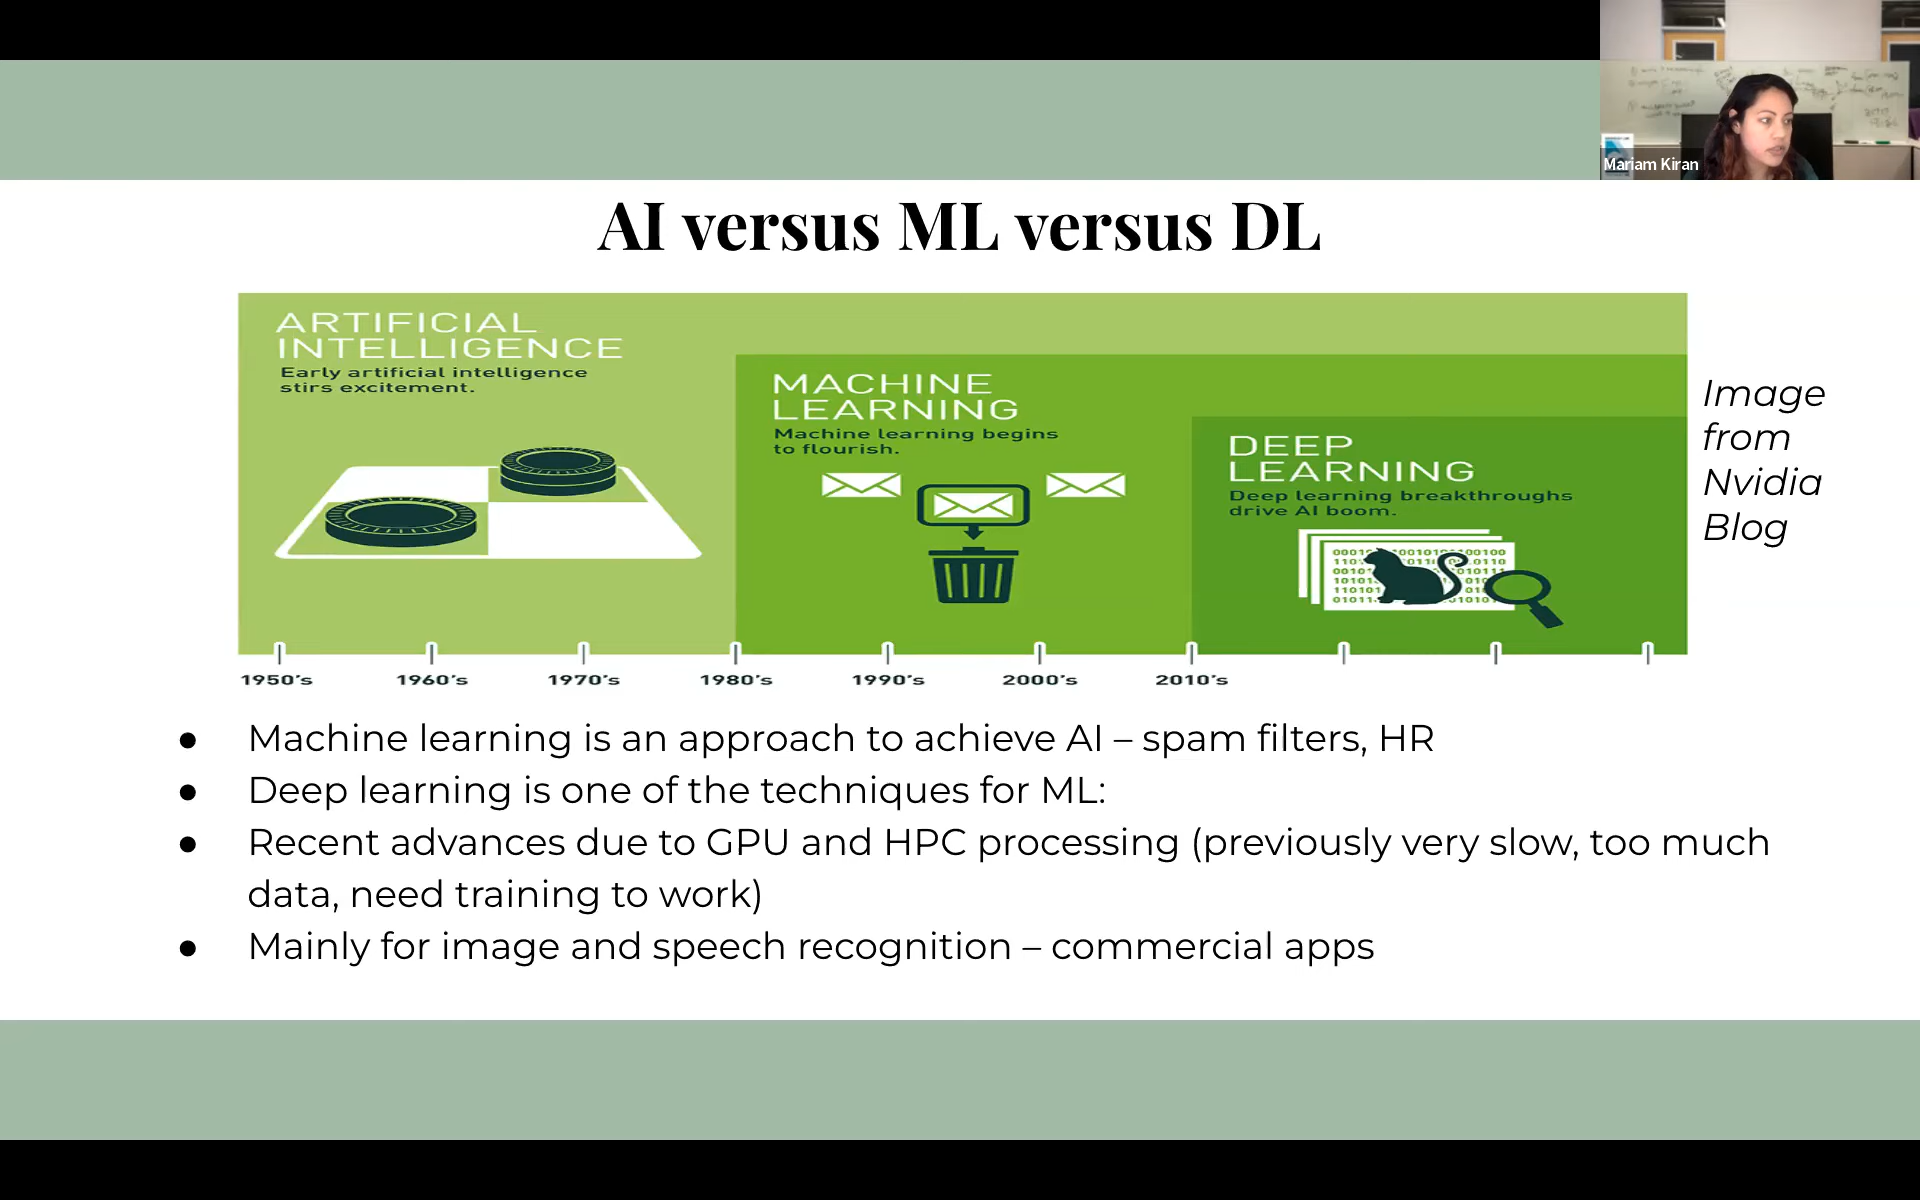 Mariam Kiran
AI versus ML versus DL
ARTIFICIAL
INTELLIGENCE
Early artificial intelligence
stirs excitement.
MACHINE
LEARNING
Machine learning begins
to flourish.
DEEP
LEARNING
Deep learning breakthroughs
drive AI boom.
Image
from
Nvidia
Blog
1950's 1960's 1970's 1980's 1990's 2000's 2010's
● Machine learning is an approach to achieve AI – spam filters, HR
● Deep learning is one of the techniques for ML:
● Recent advances due to GPU and HPC processing (previously very slow, too much
data, need training to work)
● Mainly for image and speech recognition – commercial apps